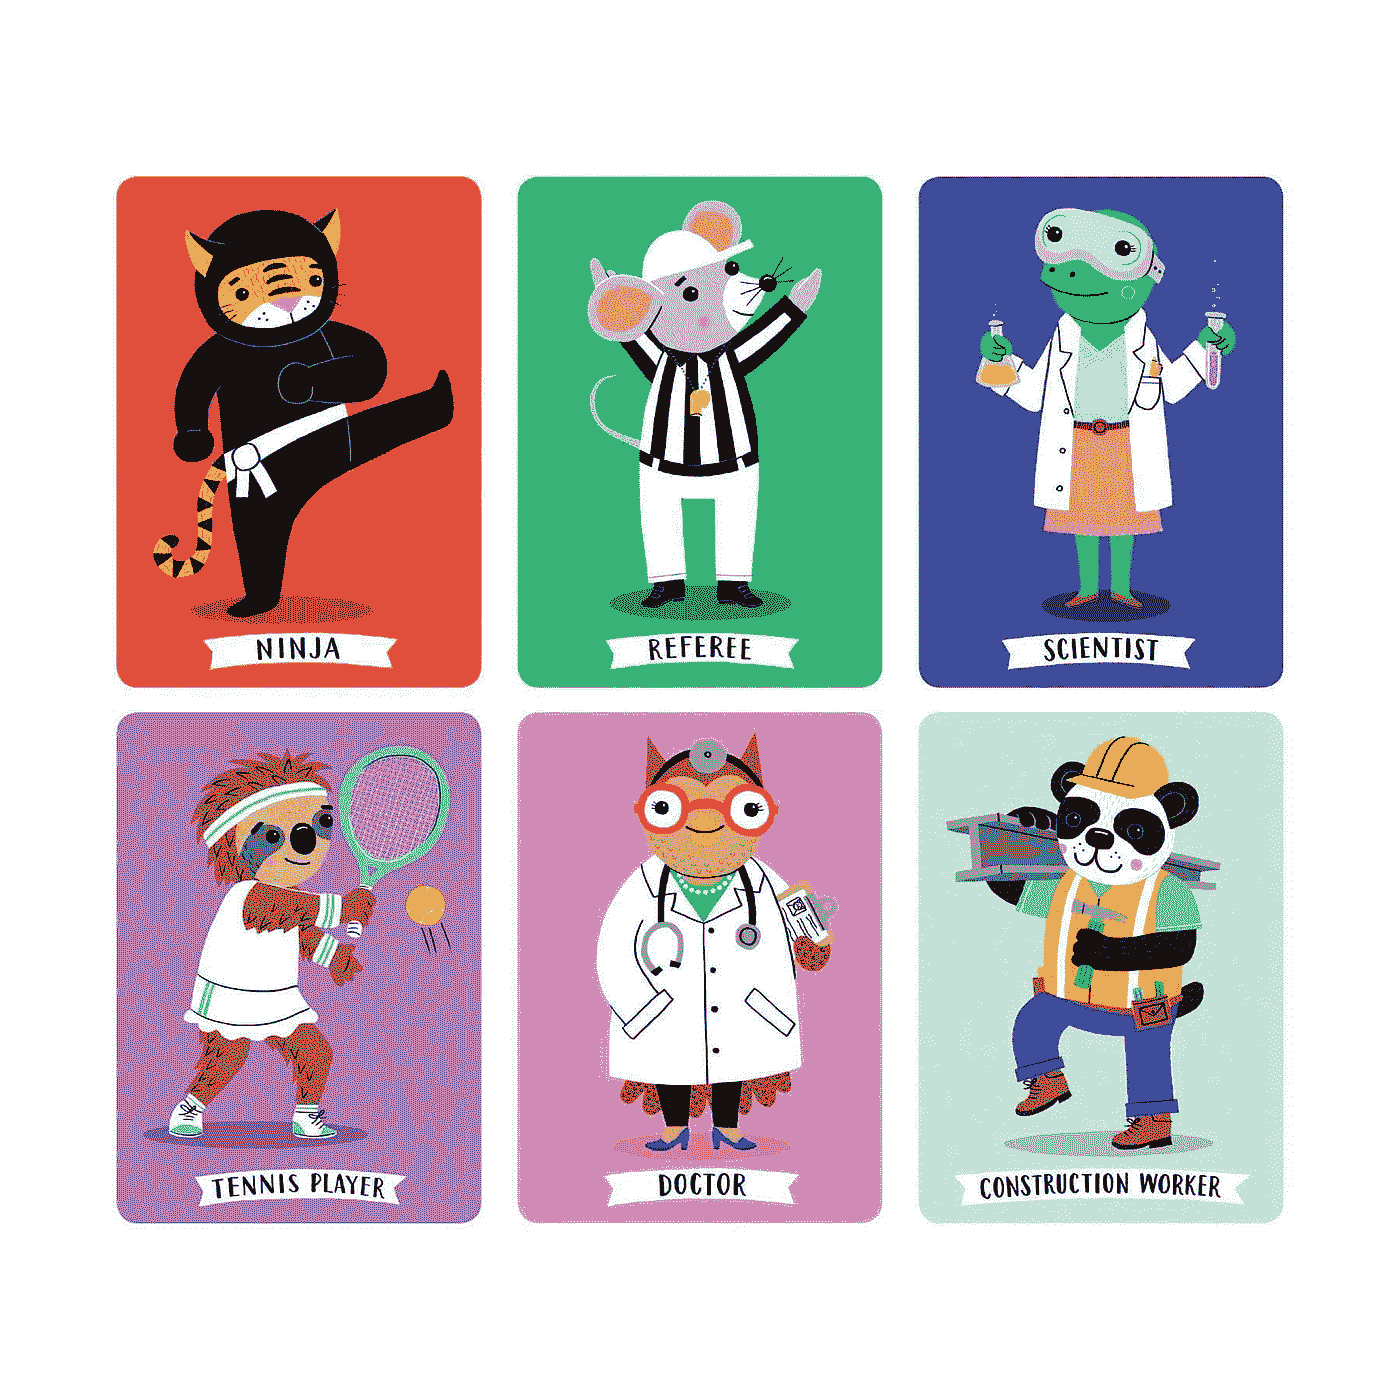 NINJA
REFEREE
SCIENTIST
TENNIS PLAYER
DOCTOR
CONSTRUCTION WORKER